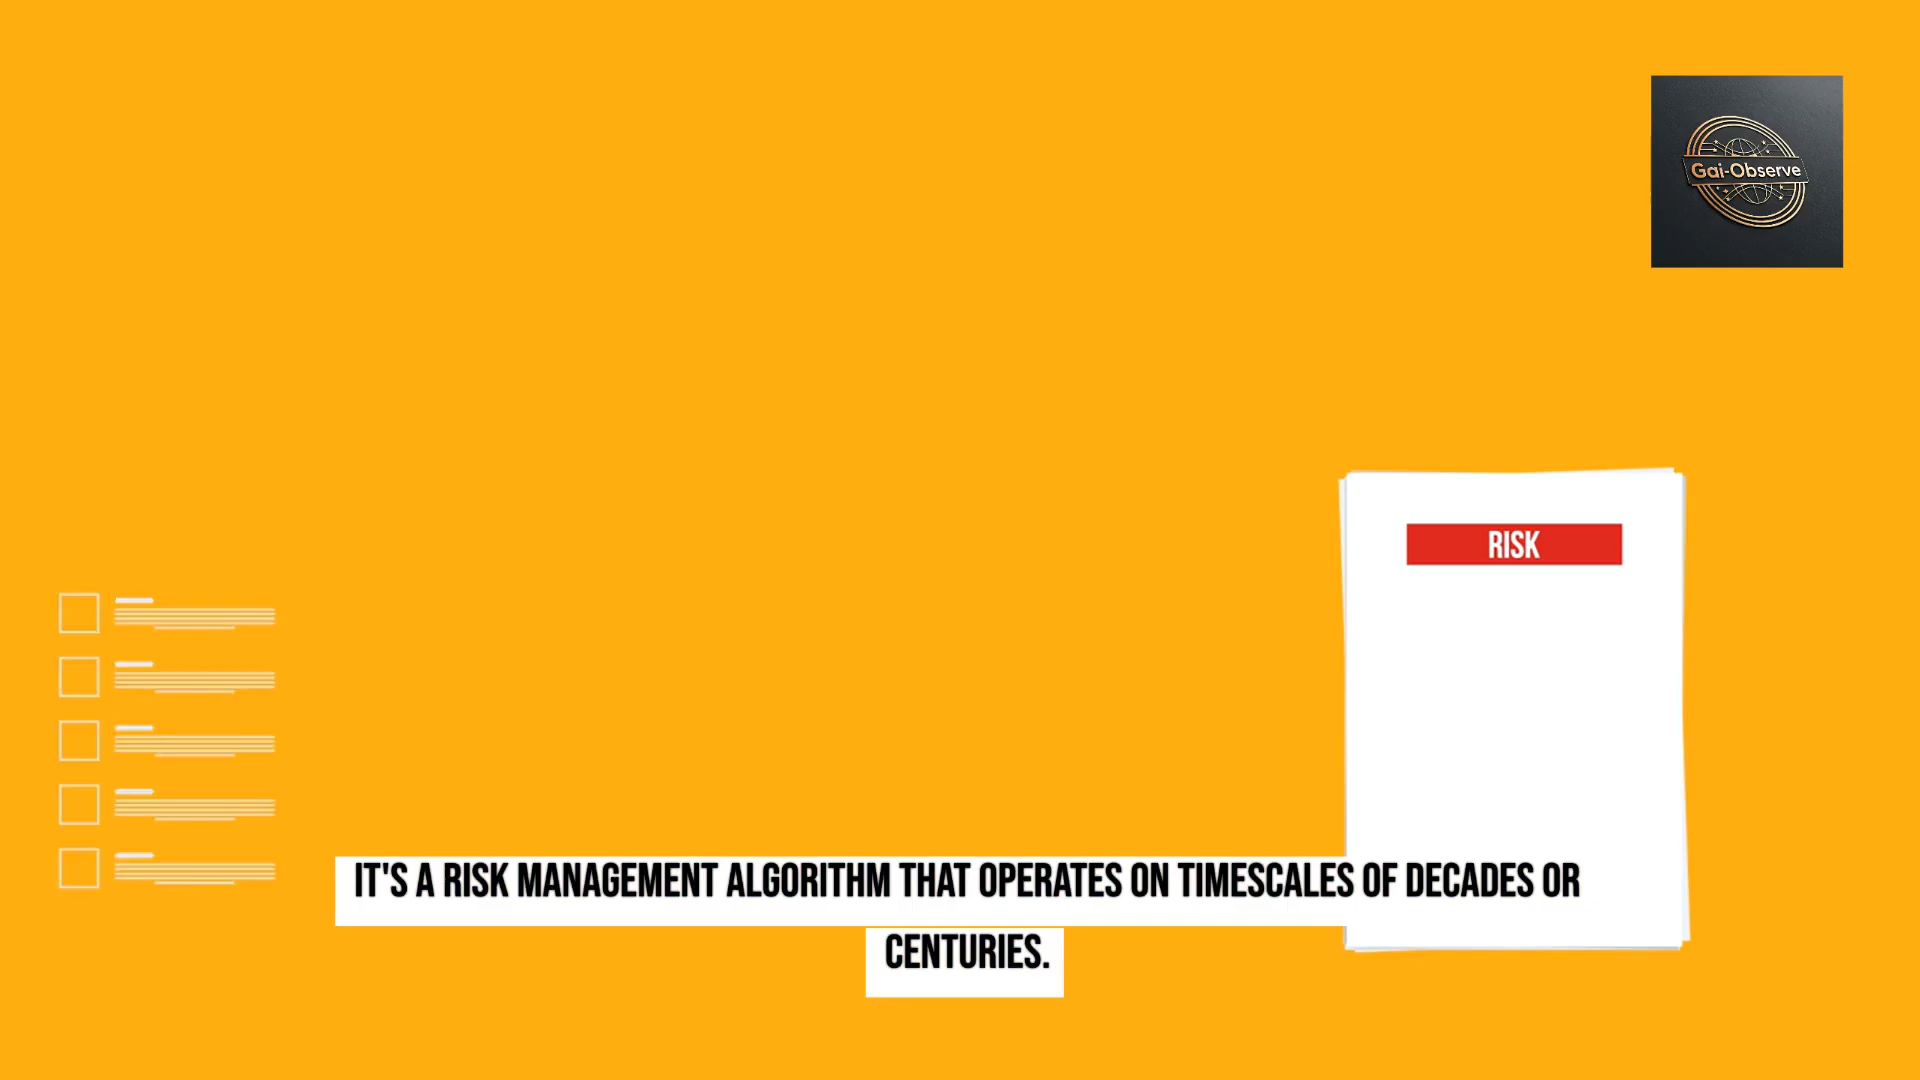 Gai-Observe
RISK
IT'S A RISK MANAGEMENT ALGORITHM THAT OPERATES ON TIMESCALES OF DECADES OR
CENTURIES.